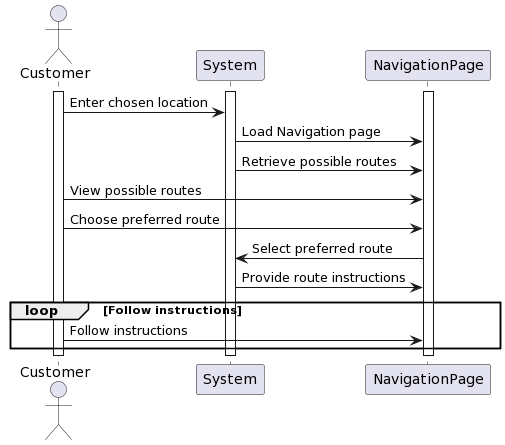 Customer
System
NavigationPage
Enter chosen location
Load Navigation page
Retrieve possible routes
View possible routes
Choose preferred route
Select preferred route
Provide route instructions
loop [Follow instructions]
Follow instructions
Customer
System
NavigationPage